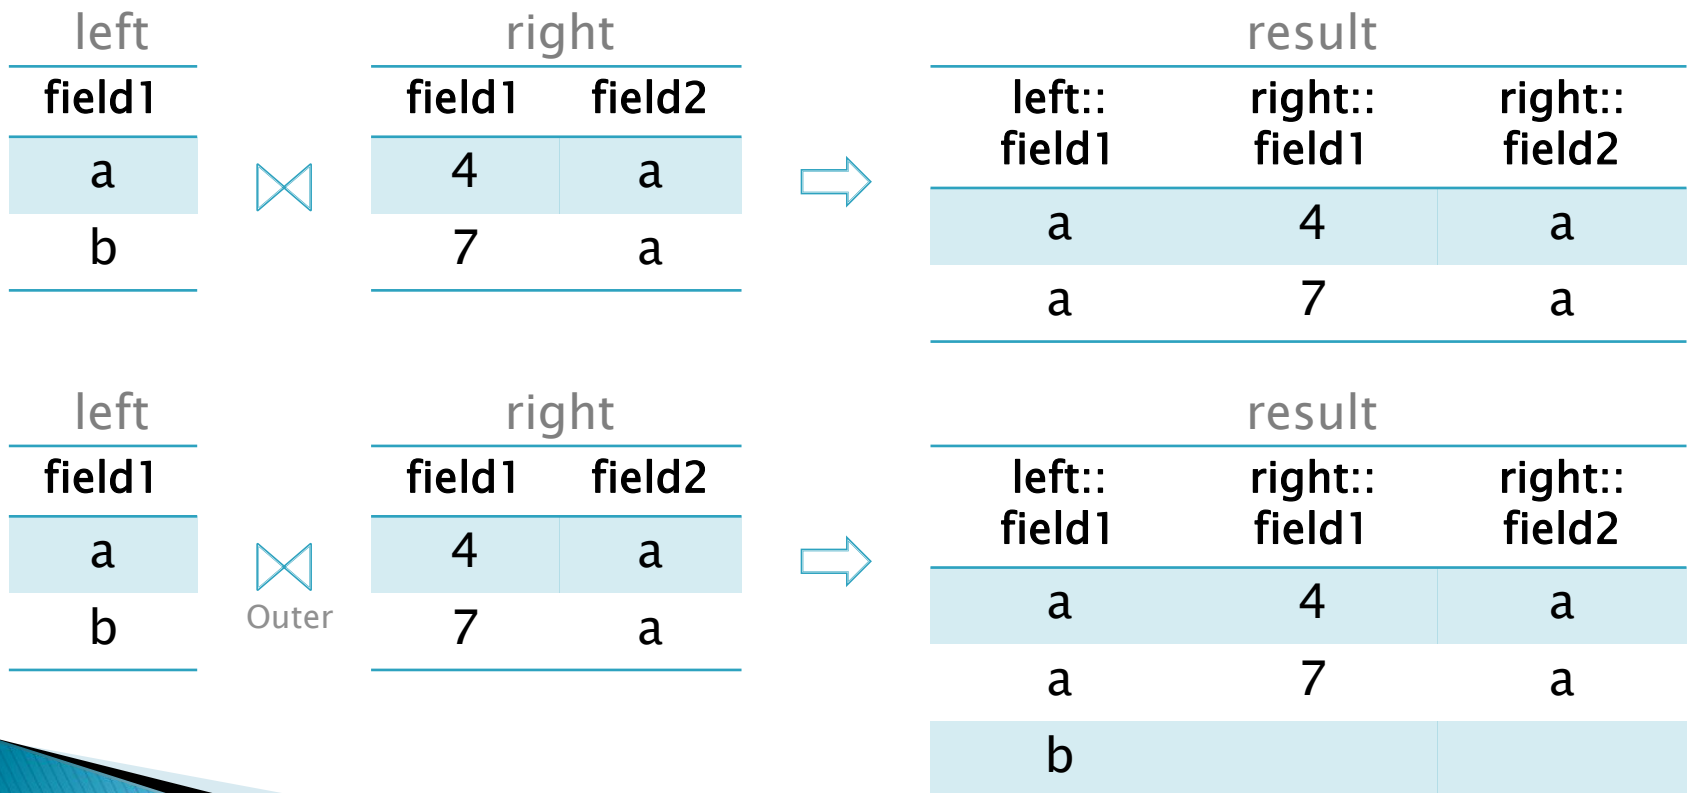 left right result
field1 field1 field2 left:: right:: right::
field1 field1 field2
a 4 a a 4 a
b 7 a a 7 a
left right result
field1 field1 field2 left:: right:: right::
field1 field1 field2
a 4 a a 4 a
Outer
b 7 a a 7 a
b